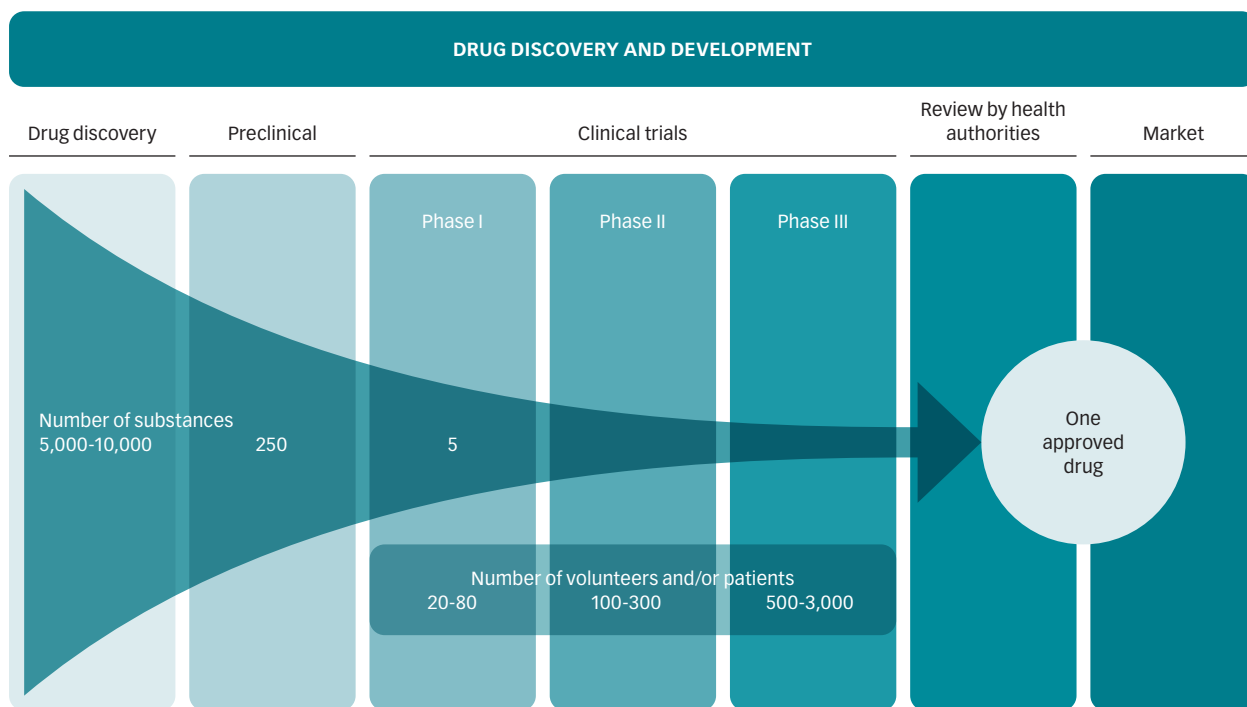 DRUG DISCOVERY AND DEVELOPMENT
Drug discovery
Preclinical
Clinical trials
Review by health
authorities
Market
Phase I
Phase II
Phase III
Number of substances
5,000-10,000
250
5
One
approved
drug
Number of volunteers and/or patients
20-80
100-300
500-3,000